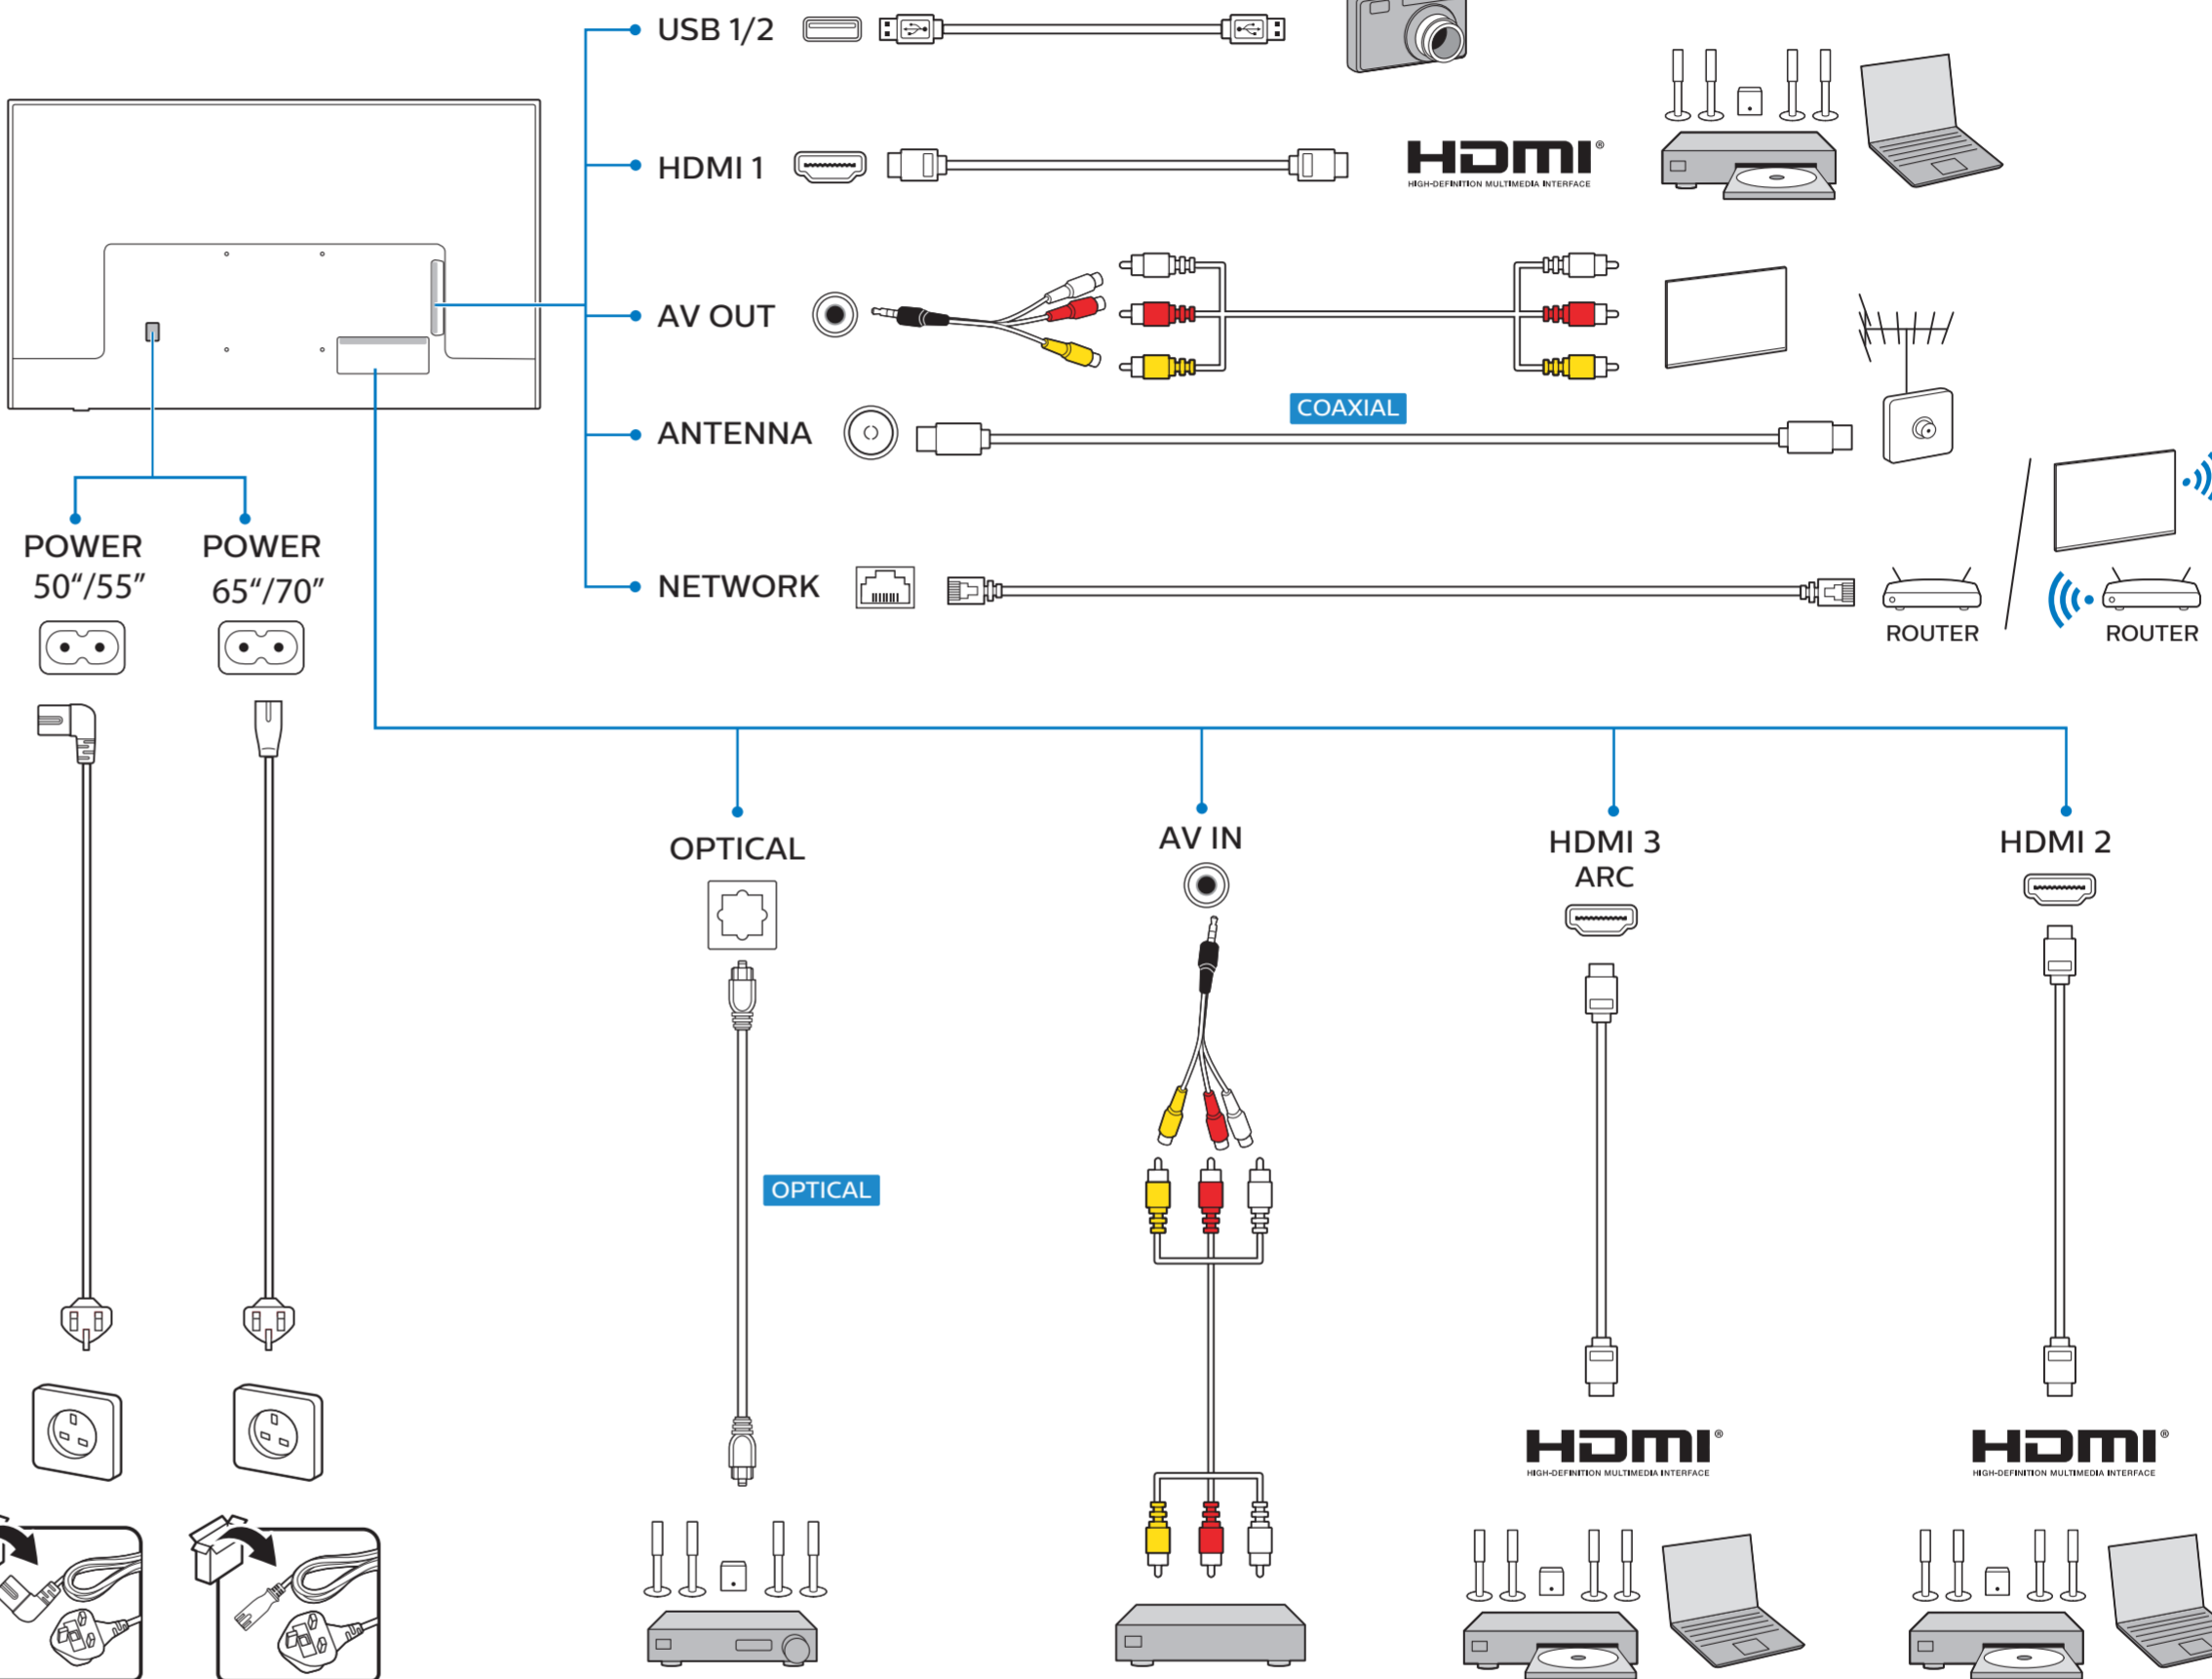 USB 1/2
HDMI 1
HDMI®
HIGH-DEFINITION MULTIMEDIA INTERFACE
AV OUT
COAXIAL
ANTENNA
NETWORK
ROUTER
ROUTER
POWER
50“/55”
POWER
65“/70”
OPTICAL
AV IN
HDMI 3
ARC
HDMI 2
OPTICAL
HDMI®
HIGH-DEFINITION MULTIMEDIA INTERFACE
HDMI®
HIGH-DEFINITION MULTIMEDIA INTERFACE